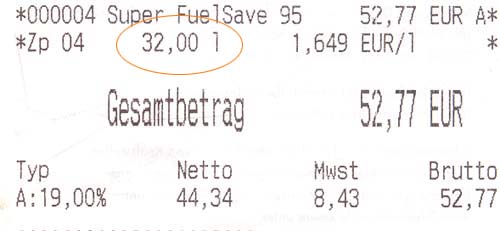 *000004 Super FuelSave 95 52,77 EUR A*
*Zp 04 32,00 l 1,649 EUR/l *
Gesamtbetrag 52,77 EUR
Typ Netto Mwst Brutto
A:19,00% 44,34 8,43 52,77